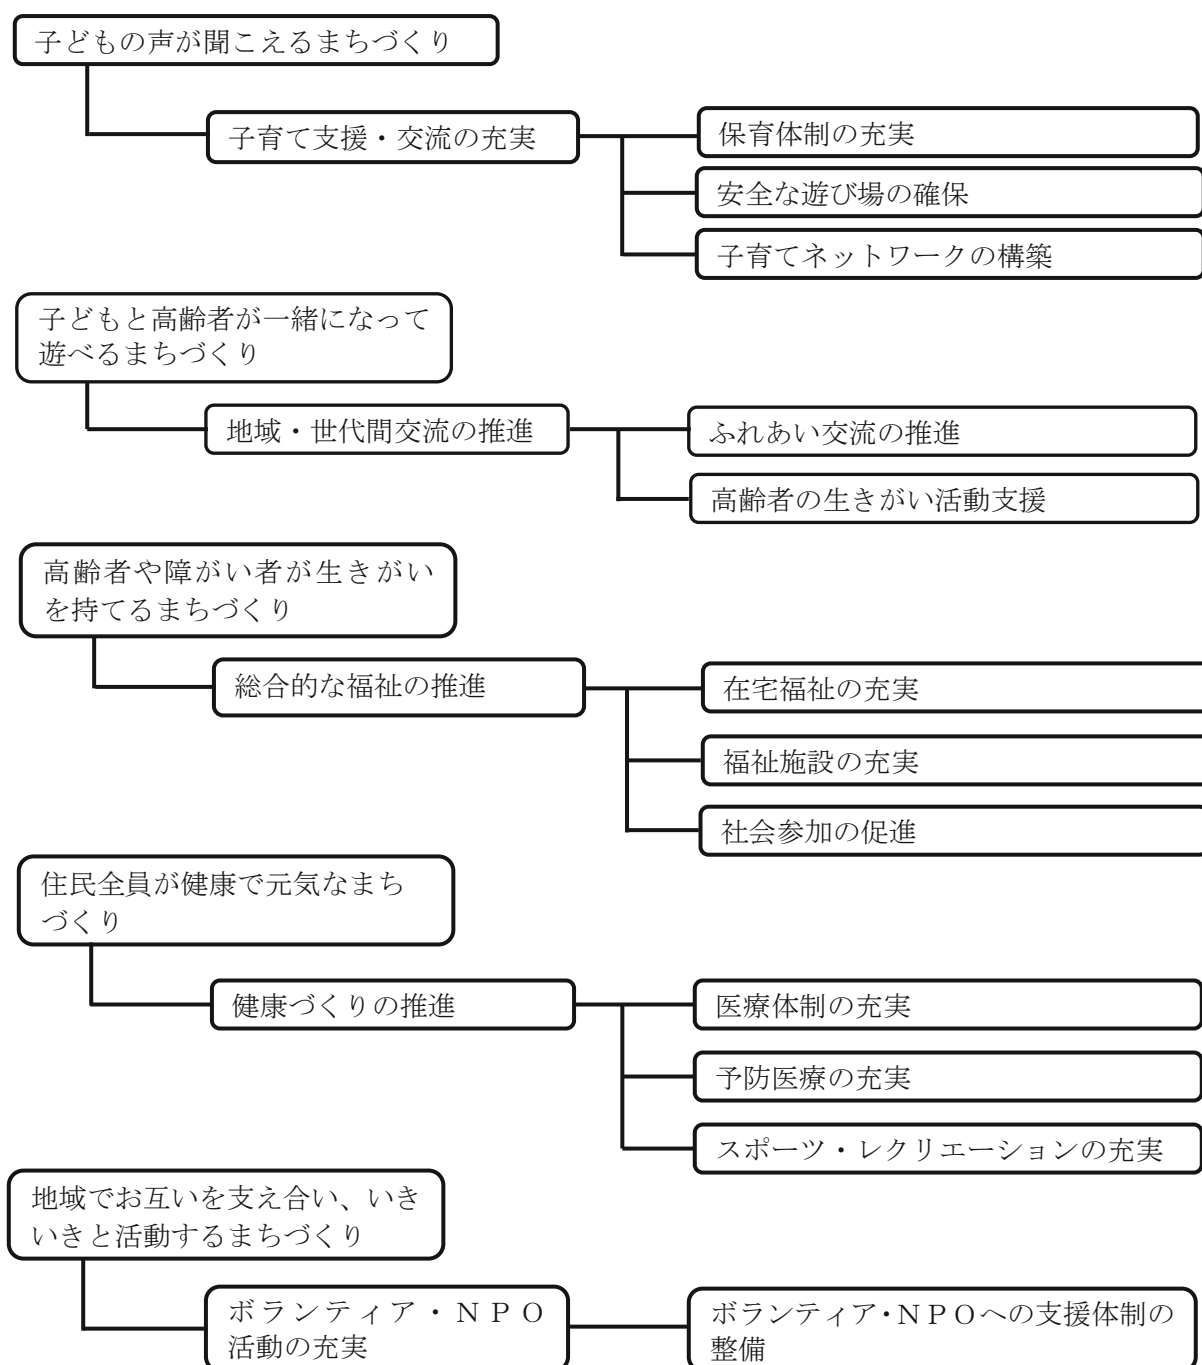 子どもの声が聞こえるまちづくり
子育て支援・交流の充実
保育体制の充実
安全な遊び場の確保
子育てネットワークの構築
子どもと高齢者が一緒になって
遊べるまちづくり
地域・世代間交流の推進
ふれあい交流の推進
高齢者の生きがい活動支援
高齢者や障がい者が生きがい
を持てるまちづくり
総合的な福祉の推進
在宅福祉の充実
福祉施設の充実
社会参加の促進
住民全員が健康で元気なまち
づくり
健康づくりの推進
医療体制の充実
予防医療の充実
スポーツ・レクリエーションの充実
地域でお互いを支え合い、いき
いきと活動するまちづくり
ボランティア・ＮＰＯ
活動の充実
ボランティア・ＮＰＯへの支援体制の
整備